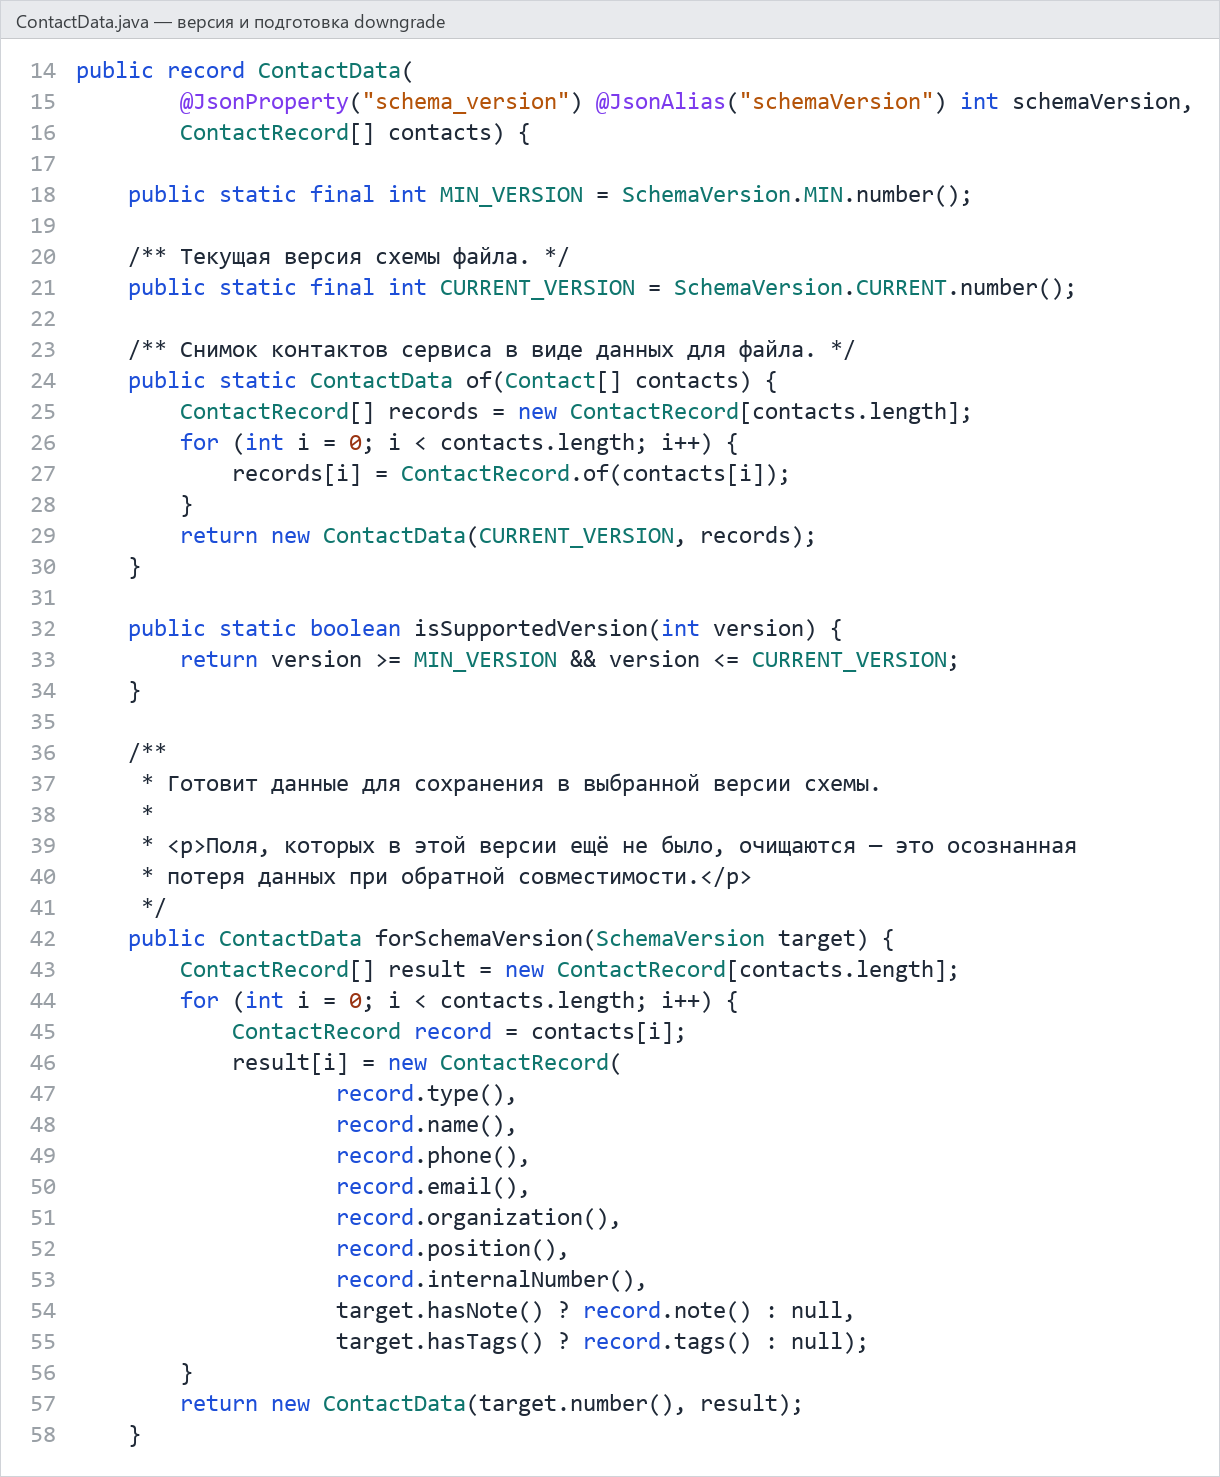 ContactData.java — версия и подготовка downgrade
14 public record ContactData(
15         @JsonProperty("schema_version") @JsonAlias("schemaVersion") int schemaVersion,
16         ContactRecord[] contacts) {
17
18     public static final int MIN_VERSION = SchemaVersion.MIN.number();
19
20     /** Текущая версия схемы файла. */
21     public static final int CURRENT_VERSION = SchemaVersion.CURRENT.number();
22
23     /** Снимок контактов сервиса в виде данных для файла. */
24     public static ContactData of(Contact[] contacts) {
25         ContactRecord[] records = new ContactRecord[contacts.length];
26         for (int i = 0; i < contacts.length; i++) {
27             records[i] = ContactRecord.of(contacts[i]);
28         }
29         return new ContactData(CURRENT_VERSION, records);
30     }
31
32     public static boolean isSupportedVersion(int version) {
33         return version >= MIN_VERSION && version <= CURRENT_VERSION;
34     }
35
36     /**
37      * Готовит данные для сохранения в выбранной версии схемы.
38      *
39      * <p>Поля, которых в этой версии ещё не было, очищаются — это осознанная
40      * потеря данных при обратной совместимости.</p>
41      */
42     public ContactData forSchemaVersion(SchemaVersion target) {
43         ContactRecord[] result = new ContactRecord[contacts.length];
44         for (int i = 0; i < contacts.length; i++) {
45             ContactRecord record = contacts[i];
46             result[i] = new ContactRecord(
47                     record.type(),
48                     record.name(),
49                     record.phone(),
50                     record.email(),
51                     record.organization(),
52                     record.position(),
53                     record.internalNumber(),
54                     target.hasNote() ? record.note() : null,
55                     target.hasTags() ? record.tags() : null);
56         }
57         return new ContactData(target.number(), result);
58     }